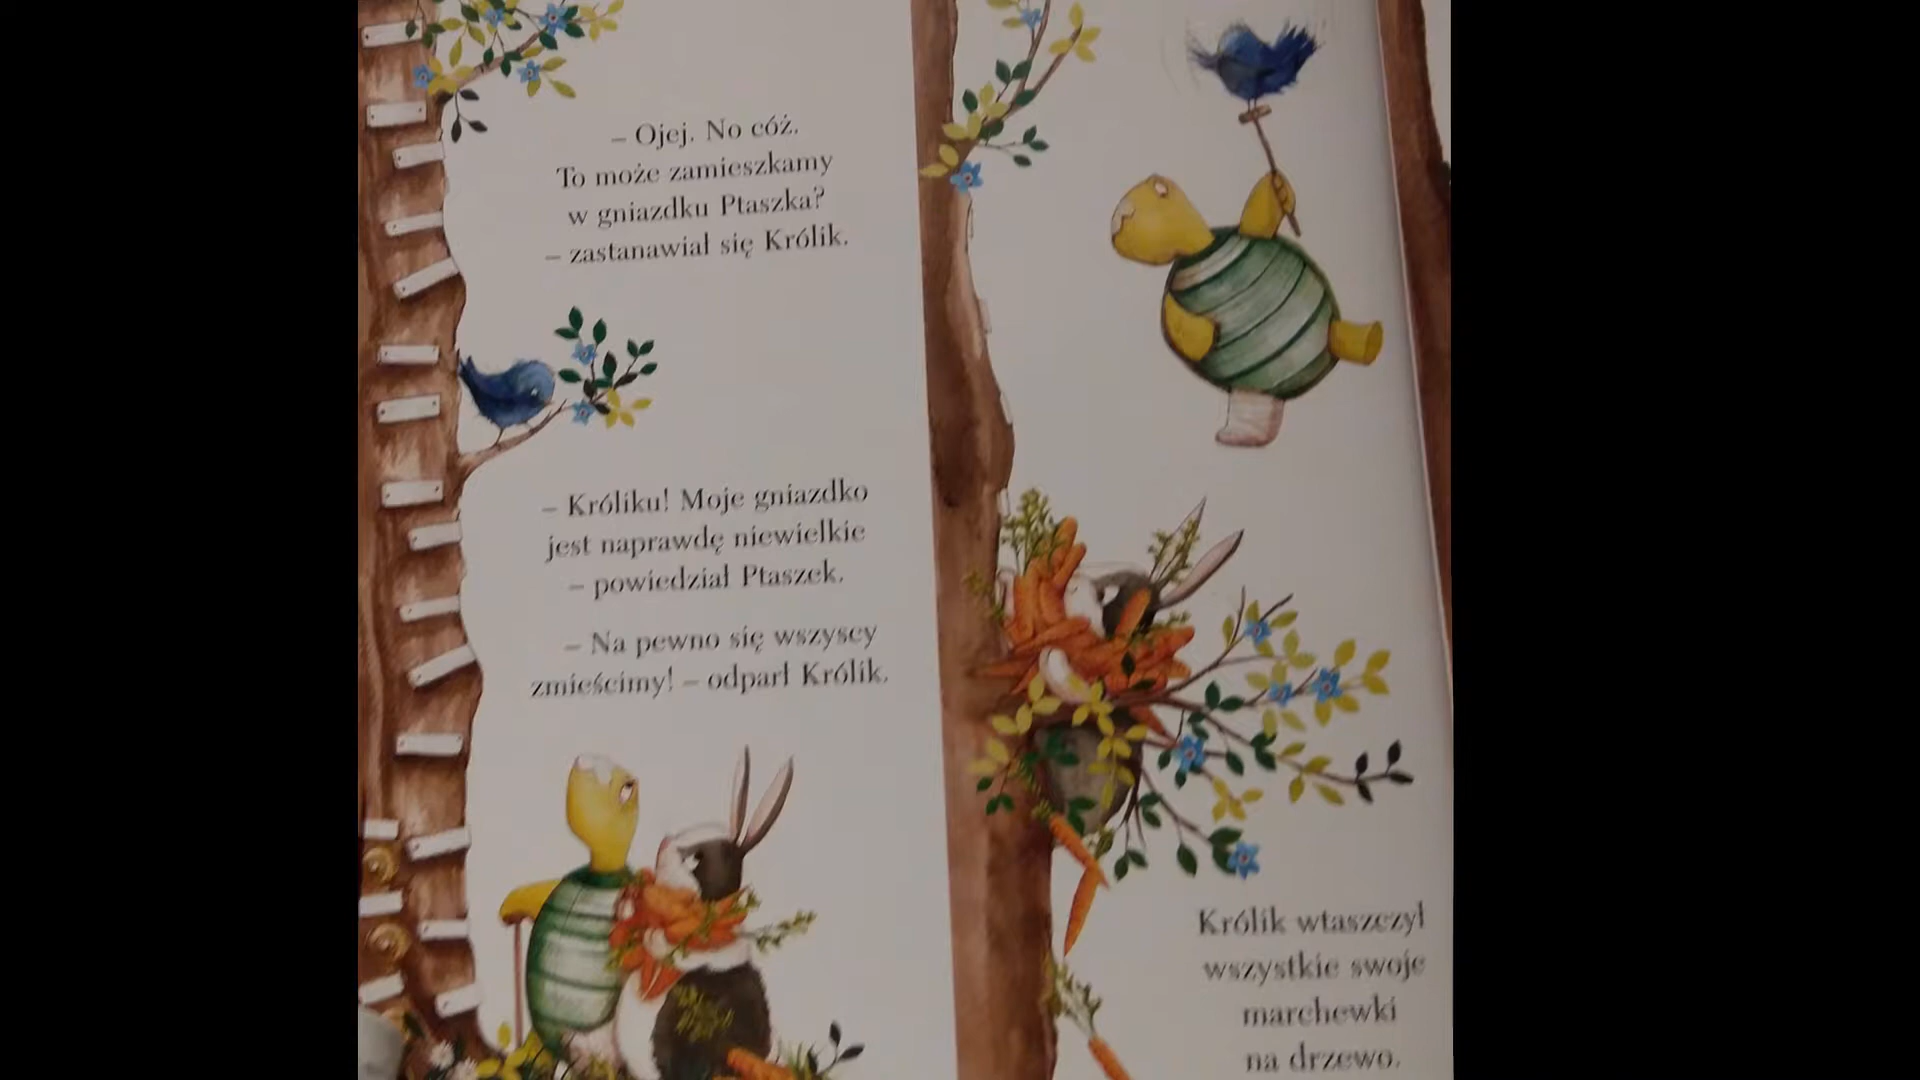 – Ojej. No cóż.
To może zamieszkamy
w gniazdku Ptaszka?
– zastanawiał się Królik.
– Króliku! Moje gniazdko
jest naprawdę niewielkie
– powiedział Ptaszek.
– Na pewno się wszyscy
zmieścimy! – odparł Królik.
Królik wtaszczył
wszystkie swoje
marchewki
na drzewo.